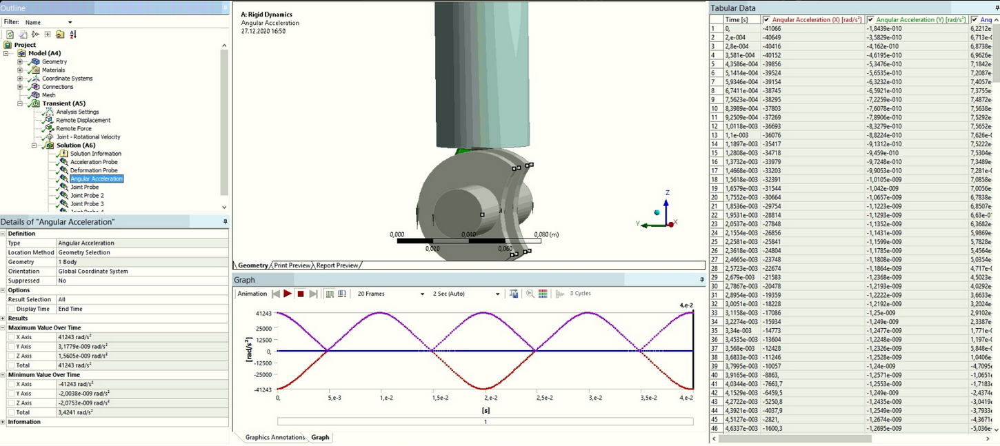 Outline
Filter: Name
Project
Model (A4)
Geometry
Materials
Coordinate Systems
Connections
Mesh
Transient (A5)
Analysis Settings
Remote Displacement
Remote Force
Joint - Rotational Velocity
Solution (A6)
Solution Information
Acceleration Probe
Deformation Probe
Angular Acceleration
Joint Probe
Joint Probe 2
Joint Probe 3
Details of "Angular Acceleration"
Definition
Type Angular Acceleration
Location Method Geometry Selection
Geometry 1 Body
Orientation Global Coordinate System
Suppressed No
Options
Result Selection All
Display Time End Time
Results
Maximum Value Over Time
X Axis 41243 rad/s²
Y Axis 3,1779e-009 rad/s²
Z Axis 1,5605e-009 rad/s²
Total 41243 rad/s²
Minimum Value Over Time
X Axis -41243 rad/s²
Y Axis -2,0038e-009 rad/s²
Z Axis -2,0753e-009 rad/s²
Total 3,4241 rad/s²
Information
A: Rigid Dynamics
Angular Acceleration
27.12.2020 16:50
Z
Y
X
0,000 0,040 0,080 (m)
0,020 0,060
Geometry Print Preview Report Preview
Graph
Animation 20 Frames 2 Sec (Auto) 3 Cycles
4,e-2
41243
25000
12500
0,
-12500
-25000
-41243
[rad/s²]
0, 5,e-3 1,e-2 1,5e-2 2,e-2 2,5e-2 3,e-2 3,5e-2 4,e-2
[s]
1
Graphics Annotations Graph
Tabular Data
Time [s] Angular Acceleration (X) [rad/s²] Angular Acceleration (Y) [rad/s²] Ang
1 0, -41066 -1,8439e-010 6,2212e
2 2,e-004 -40649 -3,5829e-010 6,713e-
3 2,8e-004 -40416 -4,162e-010 6,8738e
4 3,581e-004 -40152 -4,6195e-010 6,9626e
5 4,3586e-004 -39856 -5,3476e-010 7,1842e
6 5,1414e-004 -39524 -5,6535e-010 7,2087e
7 5,9346e-004 -39154 -6,3232e-010 7,4057e
8 6,7411e-004 -38745 -6,5921e-010 7,3755e
9 7,5623e-004 -38295 -7,2259e-010 7,4872e
10 8,3989e-004 -37803 -7,6078e-010 7,5638e
11 9,2509e-004 -37269 -7,8906e-010 7,5292e
12 1,0118e-003 -36693 -8,3279e-010 7,5652e
13 1,1e-003 -36076 -8,8224e-010 7,626e-
14 1,1897e-003 -35417 -9,1312e-010 7,5222e
15 1,2808e-003 -34718 -9,459e-010 7,5304e
16 1,3732e-003 -33979 -9,7248e-010 7,3489e
17 1,4668e-003 -33203 -9,9053e-010 7,281e-
18 1,5618e-003 -32391 -1,0105e-009 7,0858e
19 1,6579e-003 -31544 -1,042e-009 7,0056e
20 1,7552e-003 -30664 -1,0657e-009 6,7838e
21 1,8536e-003 -29754 -1,1223e-009 6,8507e
22 1,9531e-003 -28814 -1,1293e-009 6,63e-01
23 2,0537e-003 -27848 -1,1352e-009 6,3682e
24 2,1554e-003 -26856 -1,1431e-009 5,9869e
25 2,2581e-003 -25841 -1,1599e-009 5,7828e
26 2,3618e-003 -24804 -1,1785e-009 5,4564e
27 2,4665e-003 -23748 -1,1808e-009 5,0354e
28 2,5723e-003 -22674 -1,1864e-009 4,717e-
29 2,679e-003 -21583 -1,2368e-009 4,5023e
30 2,7867e-003 -20478 -1,2193e-009 4,0292e
31 2,8954e-003 -19359 -1,2222e-009 3,6633e
32 3,0051e-003 -18228 -1,2192e-009 3,2024e
33 3,1158e-003 -17086 -1,25e-009 2,9102e
34 3,2274e-003 -15934 -1,249e-009 2,3387e
35 3,34e-003 -14773 -1,2477e-009 1,771e-
36 3,4535e-003 -13604 -1,2248e-009 1,197e-
37 3,568e-003 -12428 -1,2326e-009 5,848e-
38 3,6833e-003 -11246 -1,2528e-009 1,0406e
39 3,7995e-003 -10057 -1,24e-009 -4,7095
40 3,9165e-003 -8863, -1,2571e-009 -1,0651
41 4,0344e-003 -7663,7 -1,2553e-009 -1,7183
42 4,1529e-003 -6459,5 -1,249e-009 -2,4374
43 4,2722e-003 -5250,8 -1,2435e-009 -3,0419
44 4,3921e-003 -4037,9 -1,2459e-009 -3,7933
45 4,5127e-003 -2821, -1,2674e-009 -4,3671
46 4,6337e-003 -1600,3 -1,2695e-009 -5,036e